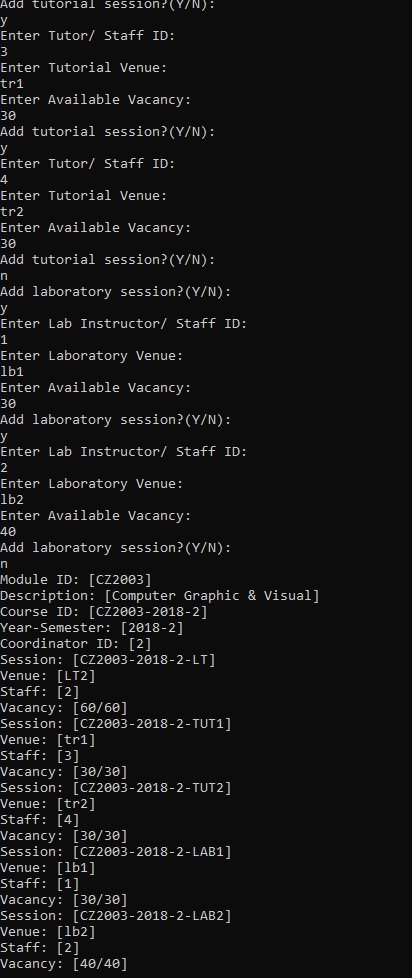 Add tutorial session?(Y/N):
y
Enter Tutor/ Staff ID:
3
Enter Tutorial Venue:
tr1
Enter Available Vacancy:
30
Add tutorial session?(Y/N):
y
Enter Tutor/ Staff ID:
4
Enter Tutorial Venue:
tr2
Enter Available Vacancy:
30
Add tutorial session?(Y/N):
n
Add laboratory session?(Y/N):
y
Enter Lab Instructor/ Staff ID:
1
Enter Laboratory Venue:
lb1
Enter Available Vacancy:
30
Add laboratory session?(Y/N):
y
Enter Lab Instructor/ Staff ID:
2
Enter Laboratory Venue:
lb2
Enter Available Vacancy:
40
Add laboratory session?(Y/N):
n
Module ID: [CZ2003]
Description: [Computer Graphic & Visual]
Course ID: [CZ2003-2018-2]
Year-Semester: [2018-2]
Coordinator ID: [2]
Session: [CZ2003-2018-2-LT]
Venue: [LT2]
Staff: [2]
Vacancy: [60/60]
Session: [CZ2003-2018-2-TUT1]
Venue: [tr1]
Staff: [3]
Vacancy: [30/30]
Session: [CZ2003-2018-2-TUT2]
Venue: [tr2]
Staff: [4]
Vacancy: [30/30]
Session: [CZ2003-2018-2-LAB1]
Venue: [lb1]
Staff: [1]
Vacancy: [30/30]
Session: [CZ2003-2018-2-LAB2]
Venue: [lb2]
Staff: [2]
Vacancy: [40/40]